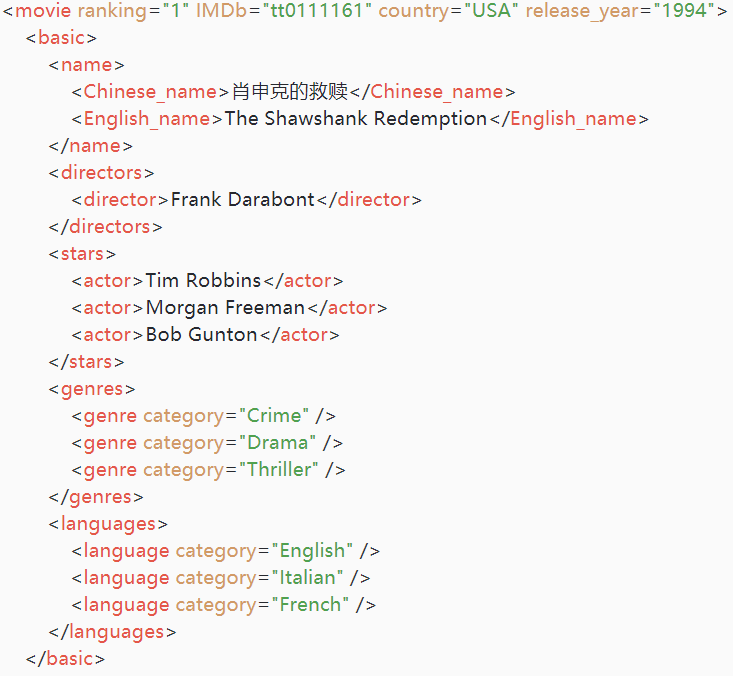 <movie ranking="1" IMDb="tt0111161" country="USA" release_year="1994">
<basic>
<name>
<Chinese_name>肖申克的救赎</Chinese_name>
<English_name>The Shawshank Redemption</English_name>
</name>
<directors>
<director>Frank Darabont</director>
</directors>
<stars>
<actor>Tim Robbins</actor>
<actor>Morgan Freeman</actor>
<actor>Bob Gunton</actor>
</stars>
<genres>
<genre category="Crime" />
<genre category="Drama" />
<genre category="Thriller" />
</genres>
<languages>
<language category="English" />
<language category="Italian" />
<language category="French" />
</languages>
</basic>